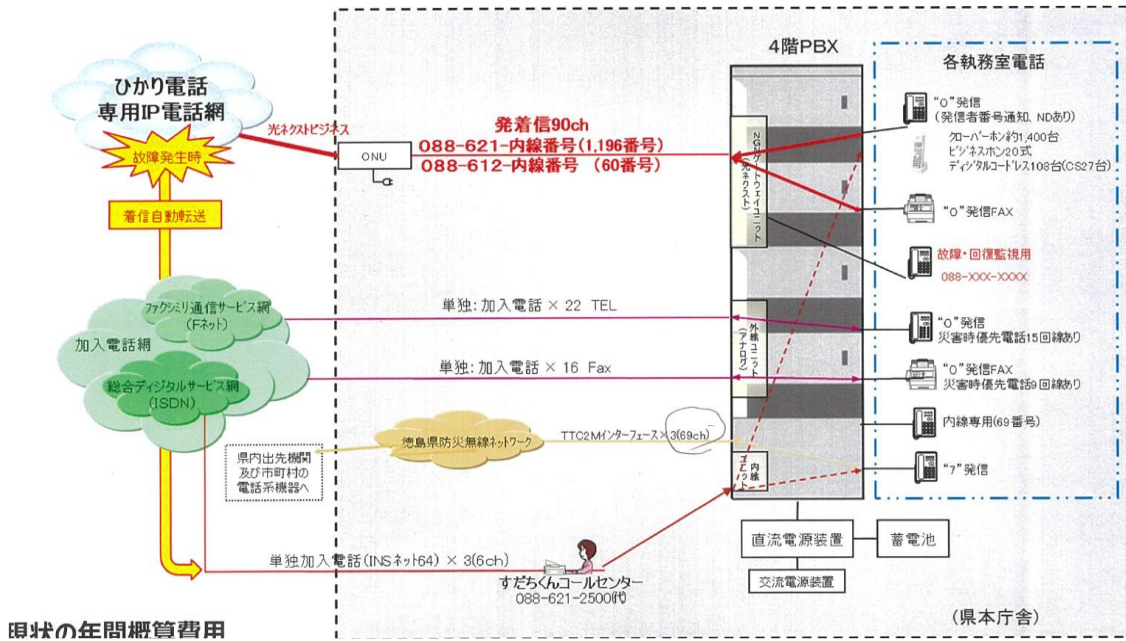 4階PBX
各執務室電話
ひかり電話
専用IP電話網
光ネクストビジネス
故障発生時
着信自動転送
ONU
発着信90ch
088-621-内線番号(1,196番号)
088-612-内線番号 (60番号)
NGNゲートウェイユニット
(光ネクスト)
“0”発信
(発信者番号通知、NDあり)
クローバーホン約1,400台
ビジネスホン20式
ディジタルコードレス108台(CS27台)
“0”発信FAX
故障・回復監視用
088-XXX-XXXX
ファクシミリ通信サービス網
(Fネット)
加入電話網
総合ディジタルサービス網
(ISDN)
単独:加入電話 × 22 TEL
単独:加入電話 × 16 Fax
外線ユニット
(アナログ)
“0”発信
災害時優先電話15回線あり
“0”発信FAX
災害時優先電話9回線あり
内線専用(69番号)
“7”発信
徳島県防災無線ネットワーク
TTC2Mインターフェース×3(69ch)
県内出先機関
及び市町村の
電話系機器へ
内線
ユニット
単独加入電話(INSネット64) × 3(6ch)
すだちくんコールセンター
088-621-2500㈹
直流電源装置
蓄電池
交流電源装置
(県本庁舎)
現状の年間概算費用